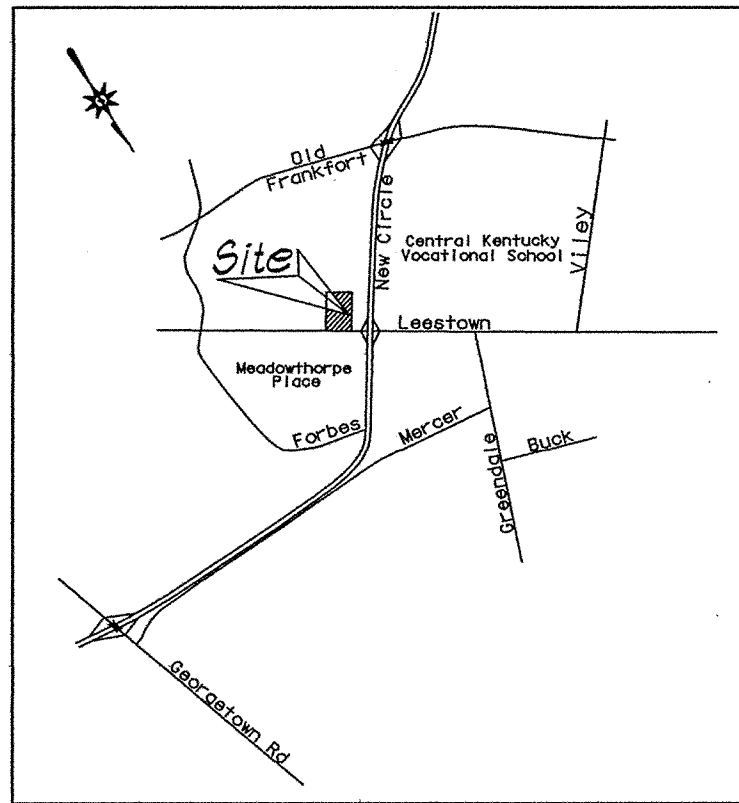 Old
Frankfort
New Circle
Central Kentucky
Vocational School
Viley
Site
Leestown
Meadowthorpe
Place
Forbes
Mercer
Buck
Greendale
Georgetown Rd